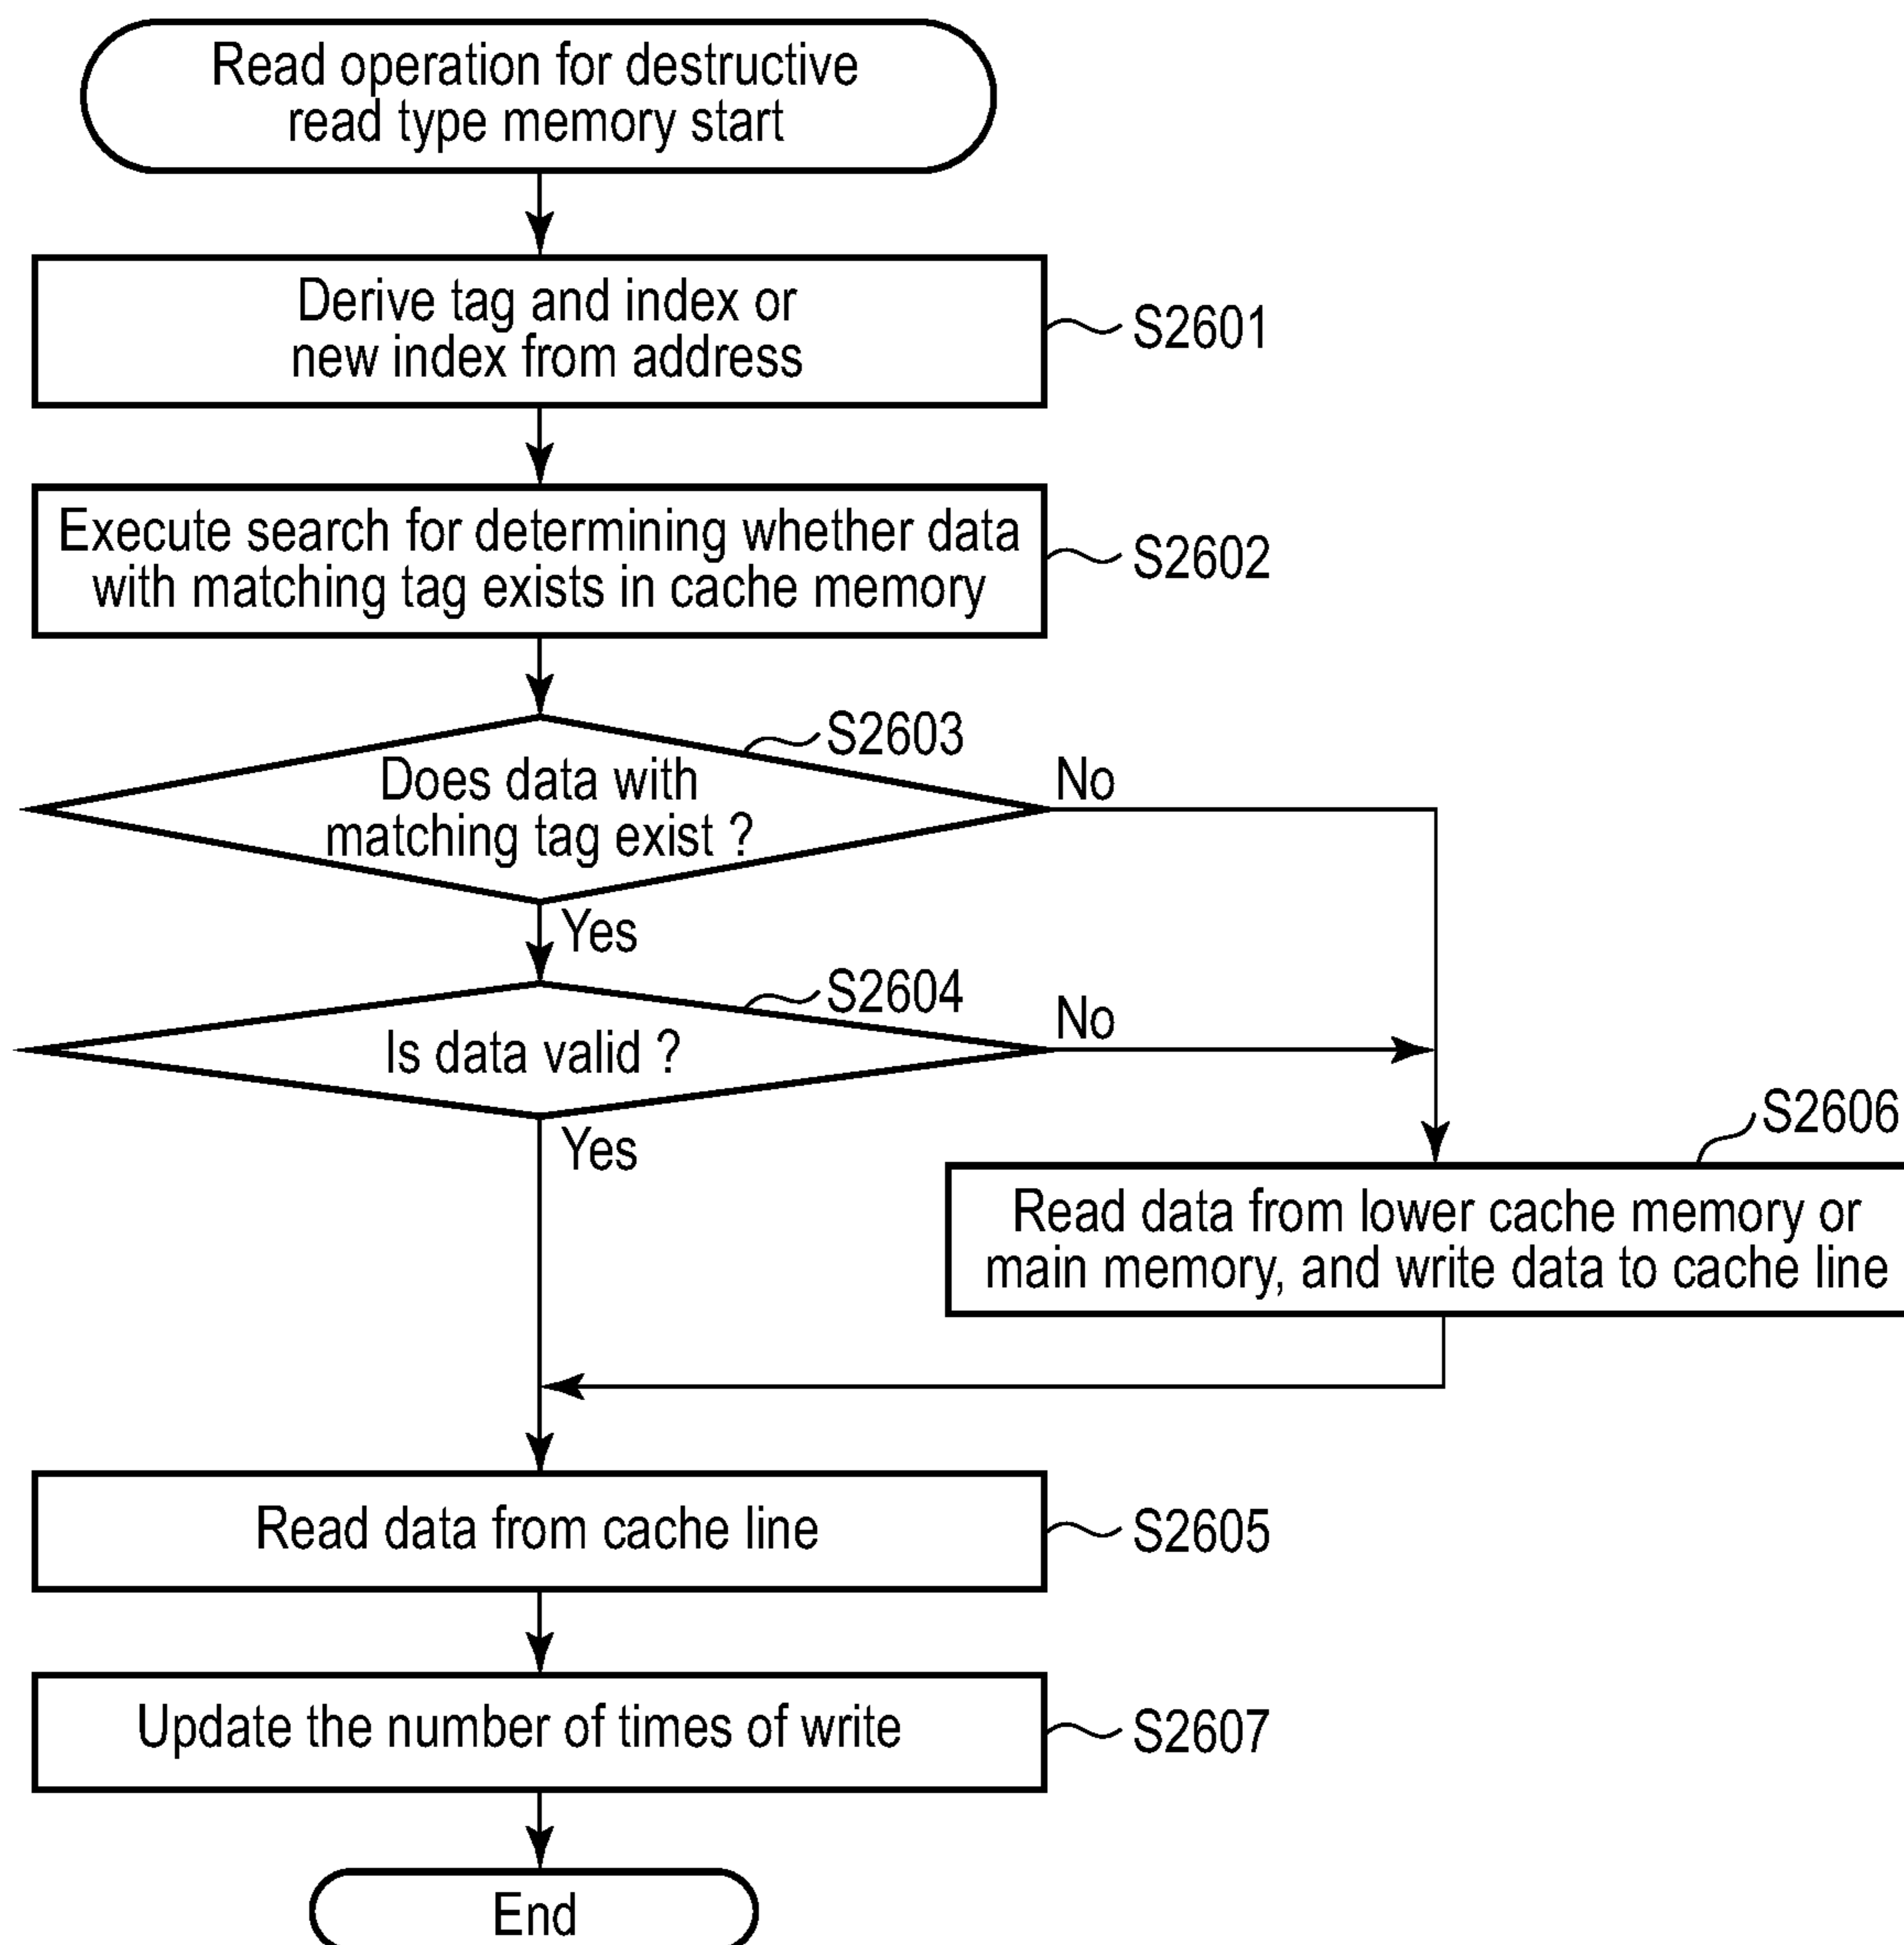 Read operation for destructive
read type memory start
Derive tag and index or
new index from address
S2601
Execute search for determining whether data
with matching tag exists in cache memory
S2602
S2603
Does data with
matching tag exist ?
No
Yes
S2604
Is data valid ?
No
Yes
S2606
Read data from lower cache memory or
main memory, and write data to cache line
Read data from cache line
S2605
Update the number of times of write
S2607
End